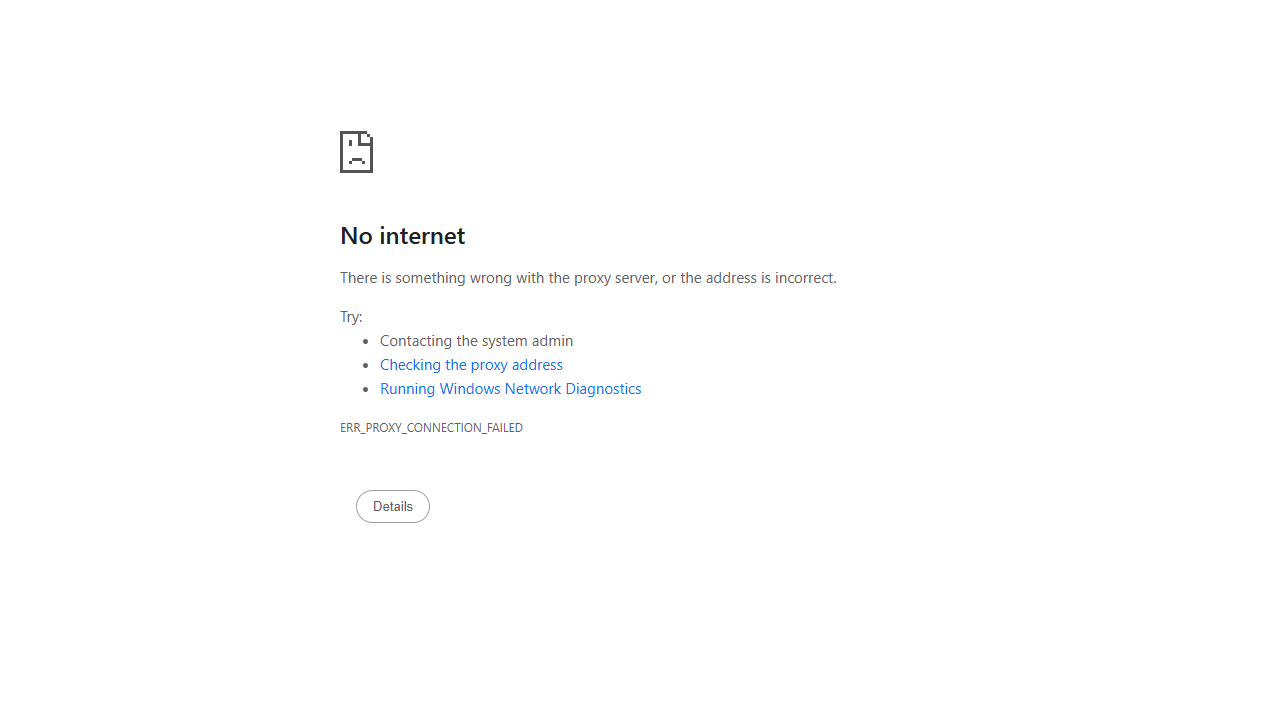 No internet
There is something wrong with the proxy server, or the address is incorrect.
Try:
Contacting the system admin
Checking the proxy address
Running Windows Network Diagnostics
ERR_PROXY_CONNECTION_FAILED
Details